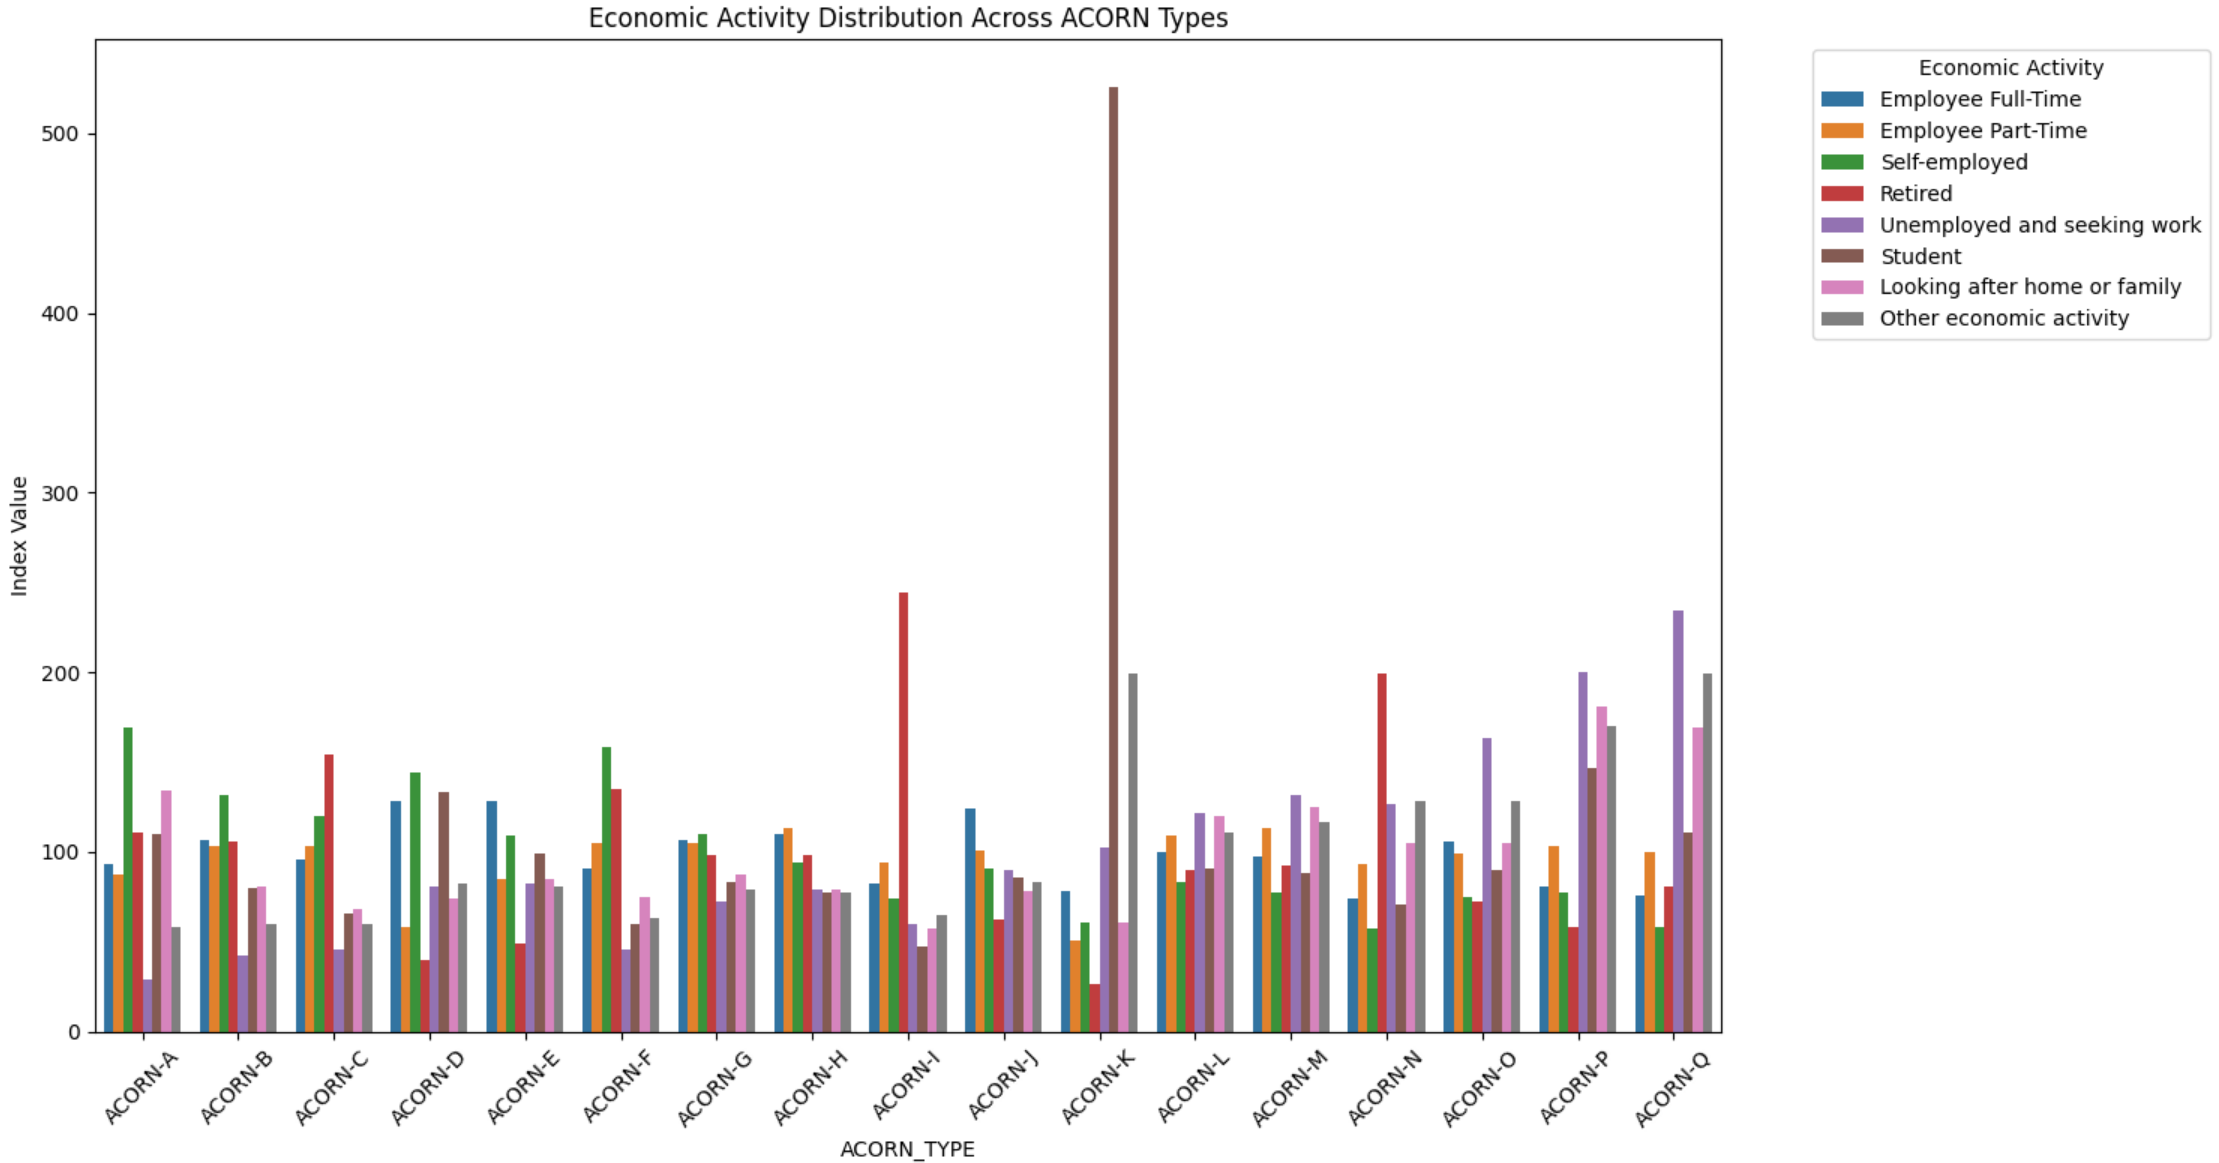 Economic Activity Distribution Across ACORN Types
Index Value
500
400
300
200
100
0
ACORN-A
ACORN-B
ACORN-C
ACORN-D
ACORN-E
ACORN-F
ACORN-G
ACORN-H
ACORN-I
ACORN-J
ACORN-K
ACORN-L
ACORN-M
ACORN-N
ACORN-O
ACORN-P
ACORN-Q
ACORN_TYPE
Economic Activity
Employee Full-Time
Employee Part-Time
Self-employed
Retired
Unemployed and seeking work
Student
Looking after home or family
Other economic activity